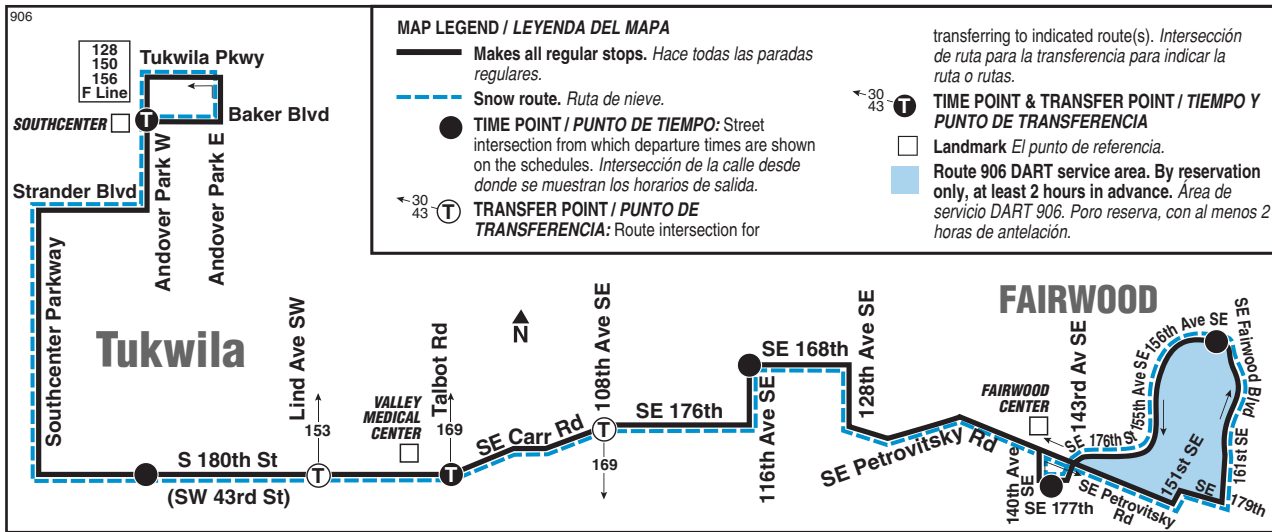 906
128
150
156
F Line
Tukwila Pkwy
Baker Blvd
SOUTHCENTER
T
Andover Park W
Andover Park E
Strander Blvd
Southcenter Parkway
Tukwila
MAP LEGEND / LEYENDA DEL MAPA
Makes all regular stops. Hace todas las paradas
regulares.
Snow route. Ruta de nieve.
TIME POINT / PUNTO DE TIEMPO: Street
intersection from which departure times are shown
on the schedules. Intersección de la calle desde
donde se muestran los horarios de salida.
30
43
T
TRANSFER POINT / PUNTO DE
TRANSFERENCIA: Route intersection for
transferring to indicated route(s). Intersección
de ruta para la transferencia para indicar la
ruta o rutas.
30
43
T
TIME POINT & TRANSFER POINT / TIEMPO Y
PUNTO DE TRANSFERENCIA
Landmark El punto de referencia.
Route 906 DART service area. By reservation
only, at least 2 hours in advance. Área de
servicio DART 906. Poro reserva, con al menos 2
horas de antelación.
Lind Ave SW
153
T
S 180th St
(SW 43rd St)
VALLEY
MEDICAL
CENTER
Talbot Rd
169
T
N
SE Carr Rd
108th Ave SE
T
169
SE 176th
116th Ave SE
SE 168th
128th Ave SE
SE Petrovitsky Rd
FAIRWOOD
FAIRWOOD
CENTER
143rd Av SE
140th Ave
SE
SE 177th
SE 176th St
155th Ave SE
156th Ave SE
SE Fairwood Blvd
161st SE
151st SE
SE Petrovitsky
Rd
SE 179th